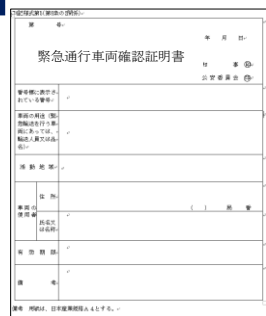 別記様式第3(第6条の2関係)
第　　号
年　月　日
緊急通行車両確認証明書
知　事　㊞
公安委員会　㊞
番号標に表示されている番号
車両の用途（緊急輸送を行う車両にあっては、輸送人員又は品名）
活動地域
車両の使用者
住所
（　　）　局　番
氏名又は名称
有効期限
備考
備考　用紙は、日本産業規格Ａ４とする。